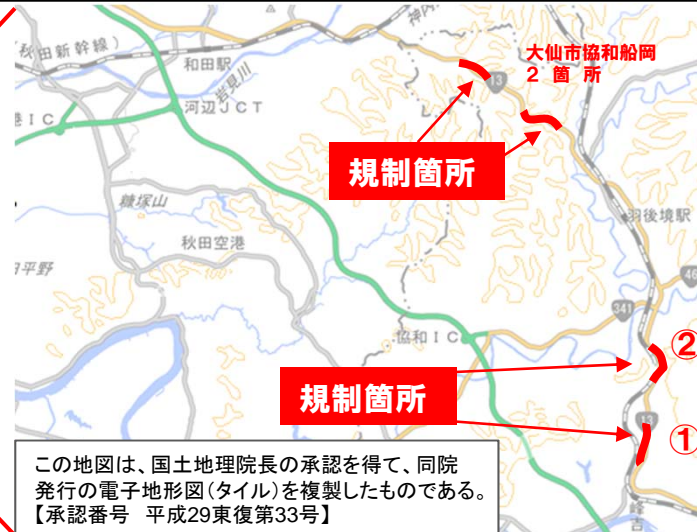 秋田新幹線)
和田駅
岩見川
神内
13
大仙市協和船岡
2箇所
河辺JCT
IC
規制箇所
糠塚山
秋田空港
羽後境駅
平野
46
341
協和IC
②
規制箇所
13
①
この地図は、国土地理院長の承認を得て、同院
発行の電子地形図(タイル)を複製したものである。
【承認番号 平成29東復第33号】